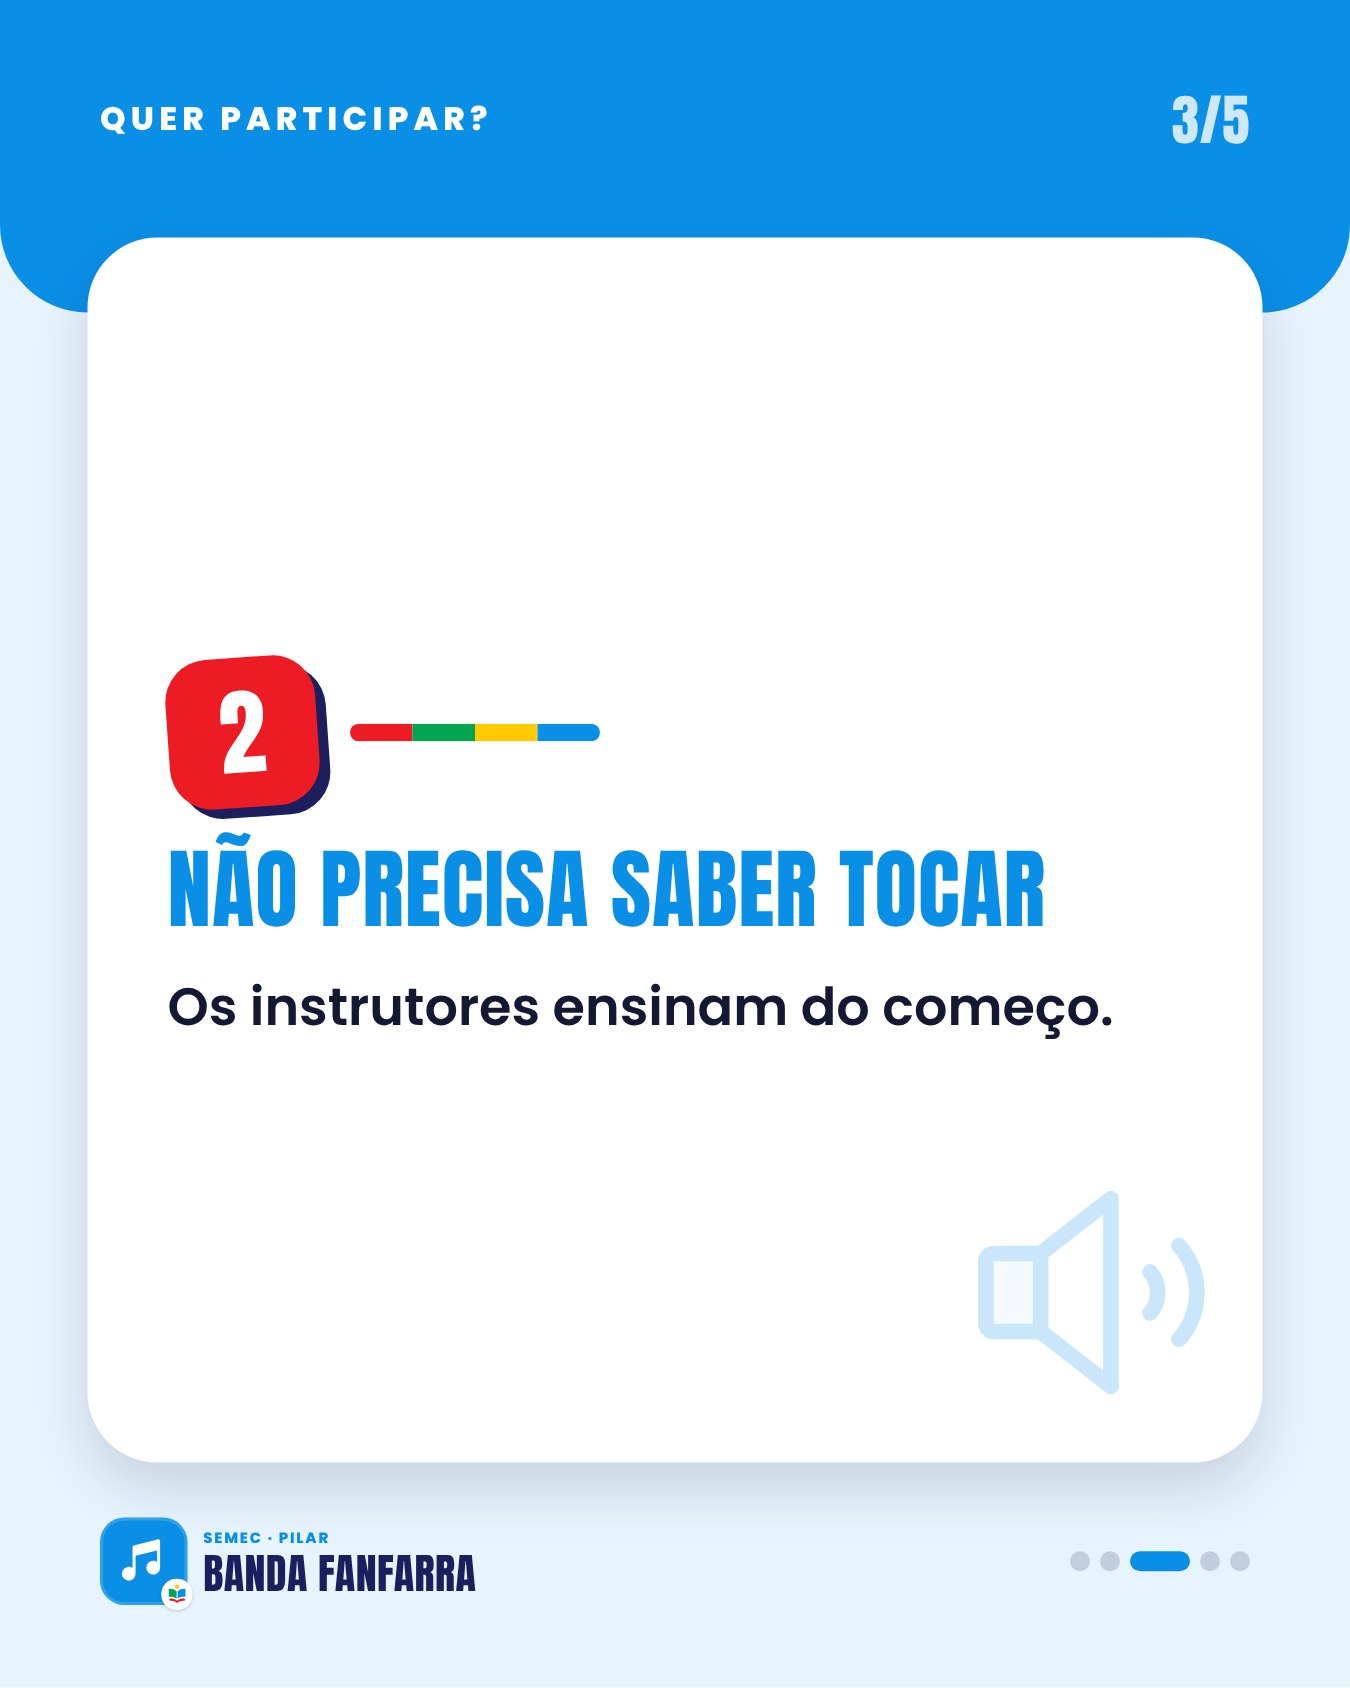 QUER PARTICIPAR?
3/5
2
NÃO PRECISA SABER TOCAR
Os instrutores ensinam do começo.
SEMEC · PILAR
BANDA FANFARRA